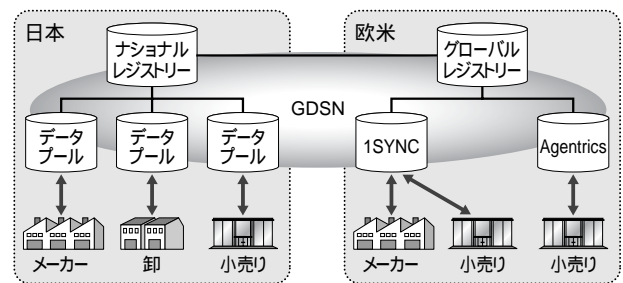 日本
欧米
ナショナル
レジストリー
グローバル
レジストリー
GDSN
データ
プール
データ
プール
データ
プール
1SYNC
Agentrics
メーカー
卸
小売り
メーカー
小売り
小売り